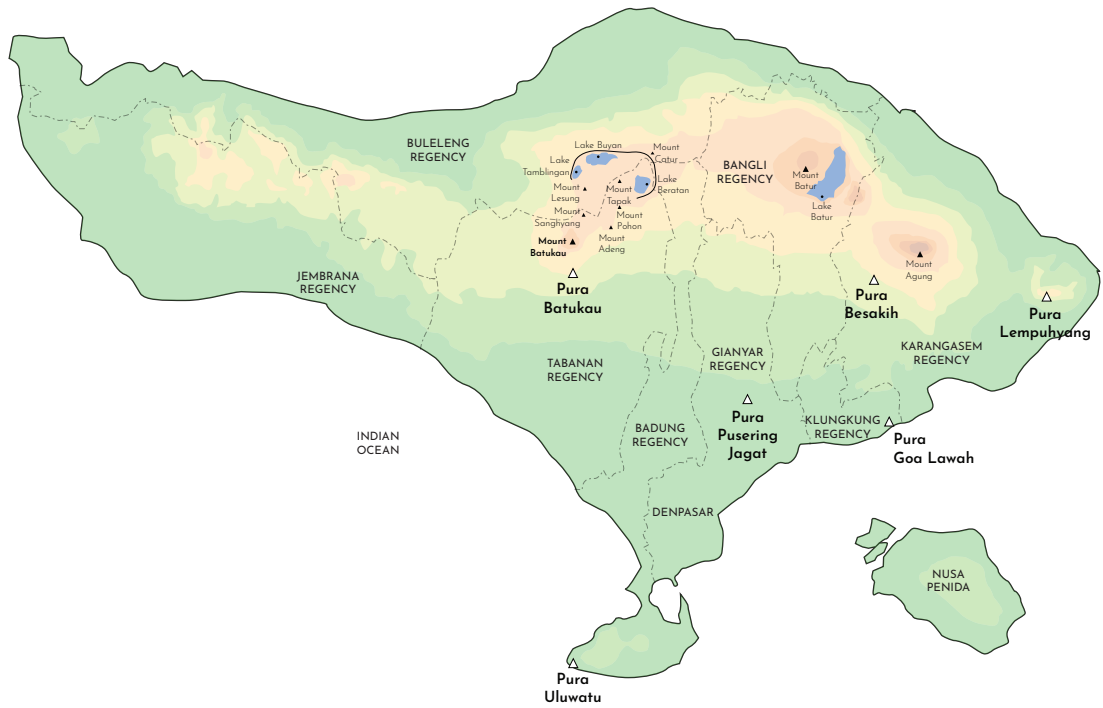 BULELENG
REGENCY
Lake Buyan
Mount
Catur
Lake
Tamblingan
BANGLI
REGENCY
Mount
Batur
Lake
Beratan
Mount
Lesung
Mount
Tapak
Lake
Batur
Mount
Sanghyang
Mount
Pohon
Mount
Adeng
Mount
Batukau
Mount
Agung
JEMBRANA
REGENCY
Pura
Batukau
Pura
Besakih
Pura
Lempuhyang
KARANGASEM
REGENCY
GIANYAR
REGENCY
TABANAN
REGENCY
Pura
Pusering
Jagat
KLUNGKUNG
REGENCY
BADUNG
REGENCY
Pura
Goa Lawah
INDIAN
OCEAN
DENPASAR
NUSA
PENIDA
Pura
Uluwatu